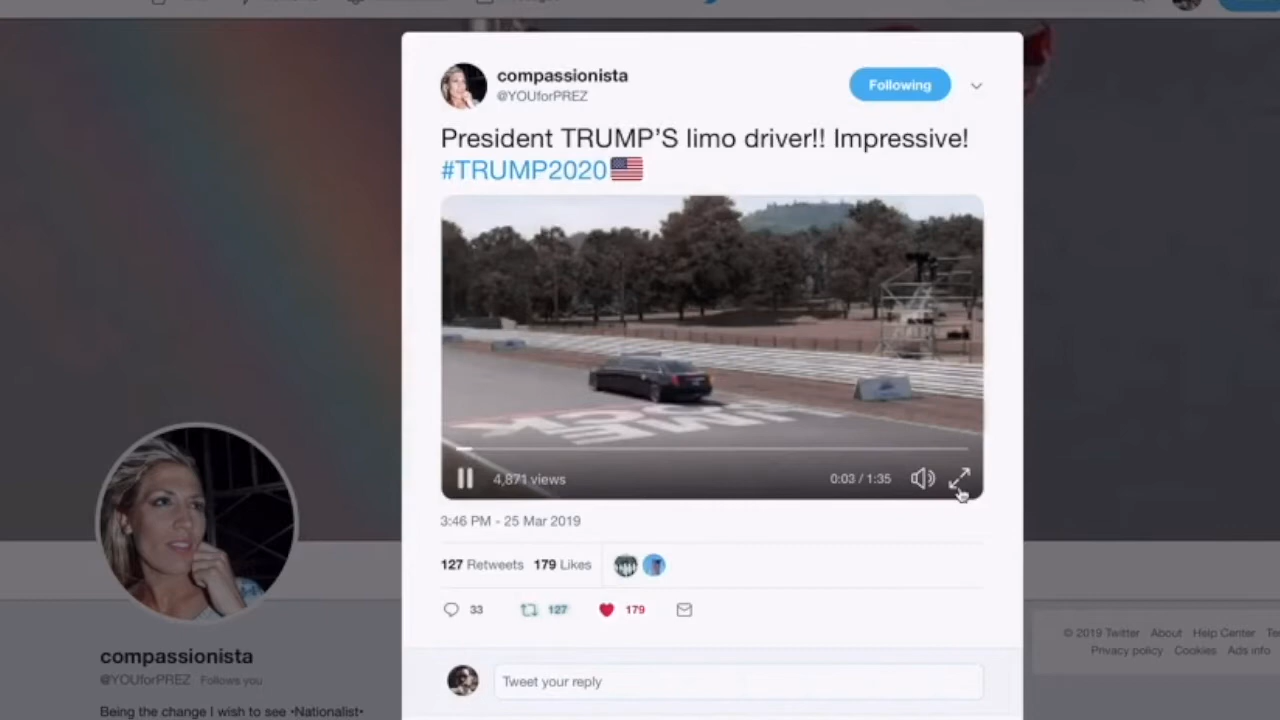 compassionista
@YOUforPREZ
Following
President TRUMP'S limo driver!! Impressive!
#TRUMP2020🇺🇸
4,871 views
0:03 / 1:35
3:46 PM - 25 Mar 2019
127 Retweets 179 Likes
33 127 179
Tweet your reply
compassionista
@YOUforPREZ Follows you
Being the change I wish to see •Nationalist•
© 2019 Twitter About Help Center
Privacy policy Cookies Ads info